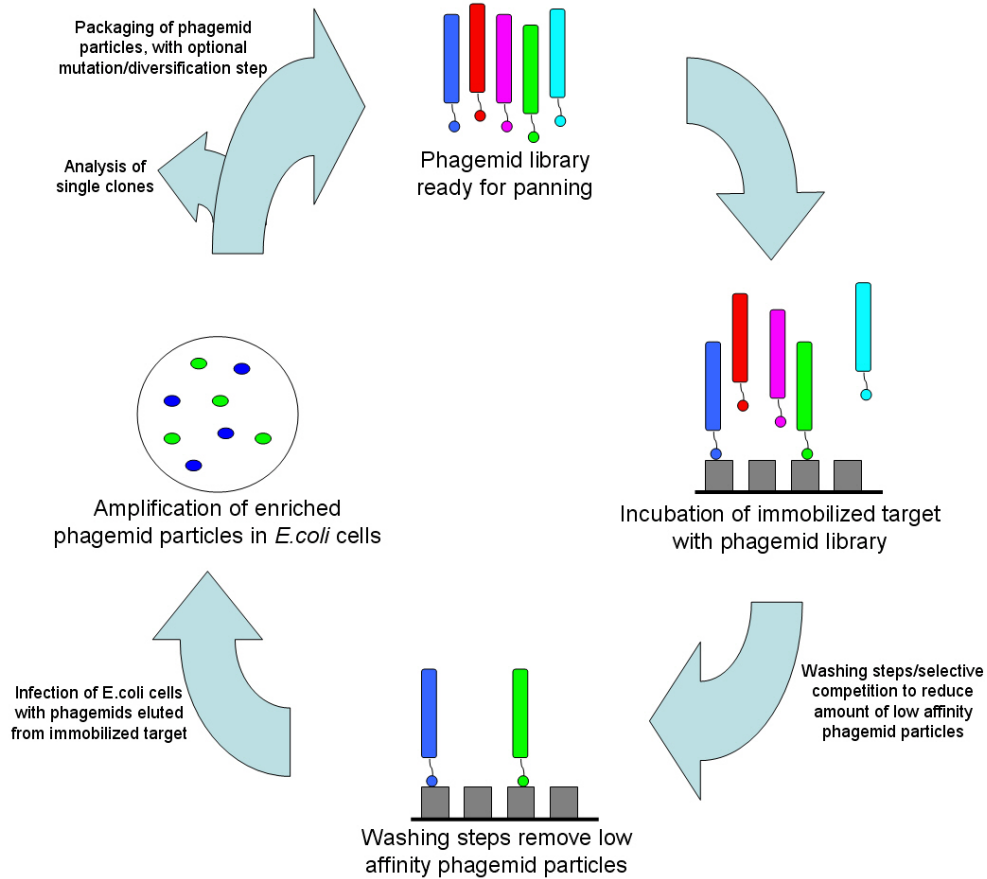 Packaging of phagemid
particles, with optional
mutation/diversification step
Analysis of
single clones
Phagemid library
ready for panning
Incubation of immobilized target
with phagemid library
Washing steps/selective
competition to reduce
amount of low affinity
phagemid particles
Washing steps remove low
affinity phagemid particles
Infection of E.coli cells
with phagemids eluted
from immobilized target
Amplification of enriched
phagemid particles in E.coli cells